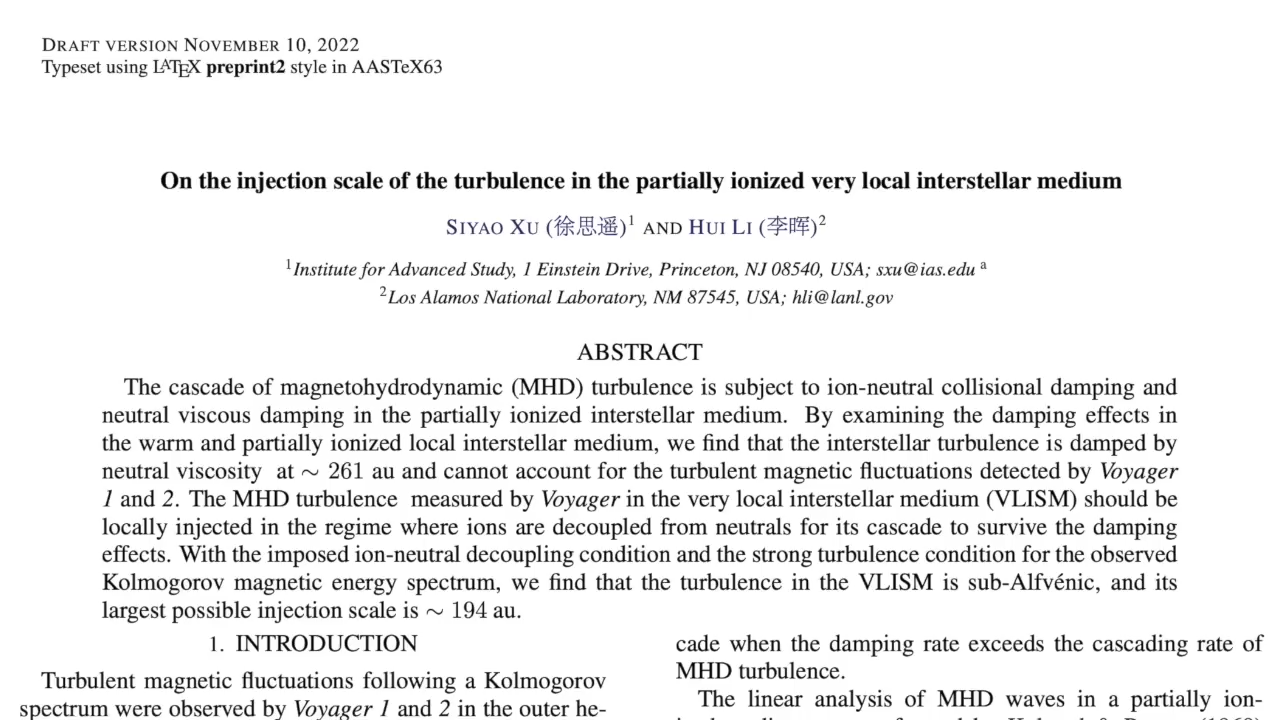 DRAFT VERSION NOVEMBER 10, 2022
Typeset using LATEX preprint2 style in AASTeX63
On the injection scale of the turbulence in the partially ionized very local interstellar medium
SIYAO XU (徐思遥)1 AND HUI LI (李晖)2
1Institute for Advanced Study, 1 Einstein Drive, Princeton, NJ 08540, USA; sxu@ias.edu a
2Los Alamos National Laboratory, NM 87545, USA; hli@lanl.gov
ABSTRACT
The cascade of magnetohydrodynamic (MHD) turbulence is subject to ion-neutral collisional damping and
neutral viscous damping in the partially ionized interstellar medium. By examining the damping effects in
the warm and partially ionized local interstellar medium, we find that the interstellar turbulence is damped by
neutral viscosity at ~ 261 au and cannot account for the turbulent magnetic fluctuations detected by Voyager
1 and 2. The MHD turbulence measured by Voyager in the very local interstellar medium (VLISM) should be
locally injected in the regime where ions are decoupled from neutrals for its cascade to survive the damping
effects. With the imposed ion-neutral decoupling condition and the strong turbulence condition for the observed
Kolmogorov magnetic energy spectrum, we find that the turbulence in the VLISM is sub-Alfvénic, and its
largest possible injection scale is ~ 194 au.
1. INTRODUCTION
Turbulent magnetic fluctuations following a Kolmogorov
spectrum were observed by Voyager 1 and 2 in the outer he-
cade when the damping rate exceeds the cascading rate of
MHD turbulence.
The linear analysis of MHD waves in a partially ion-